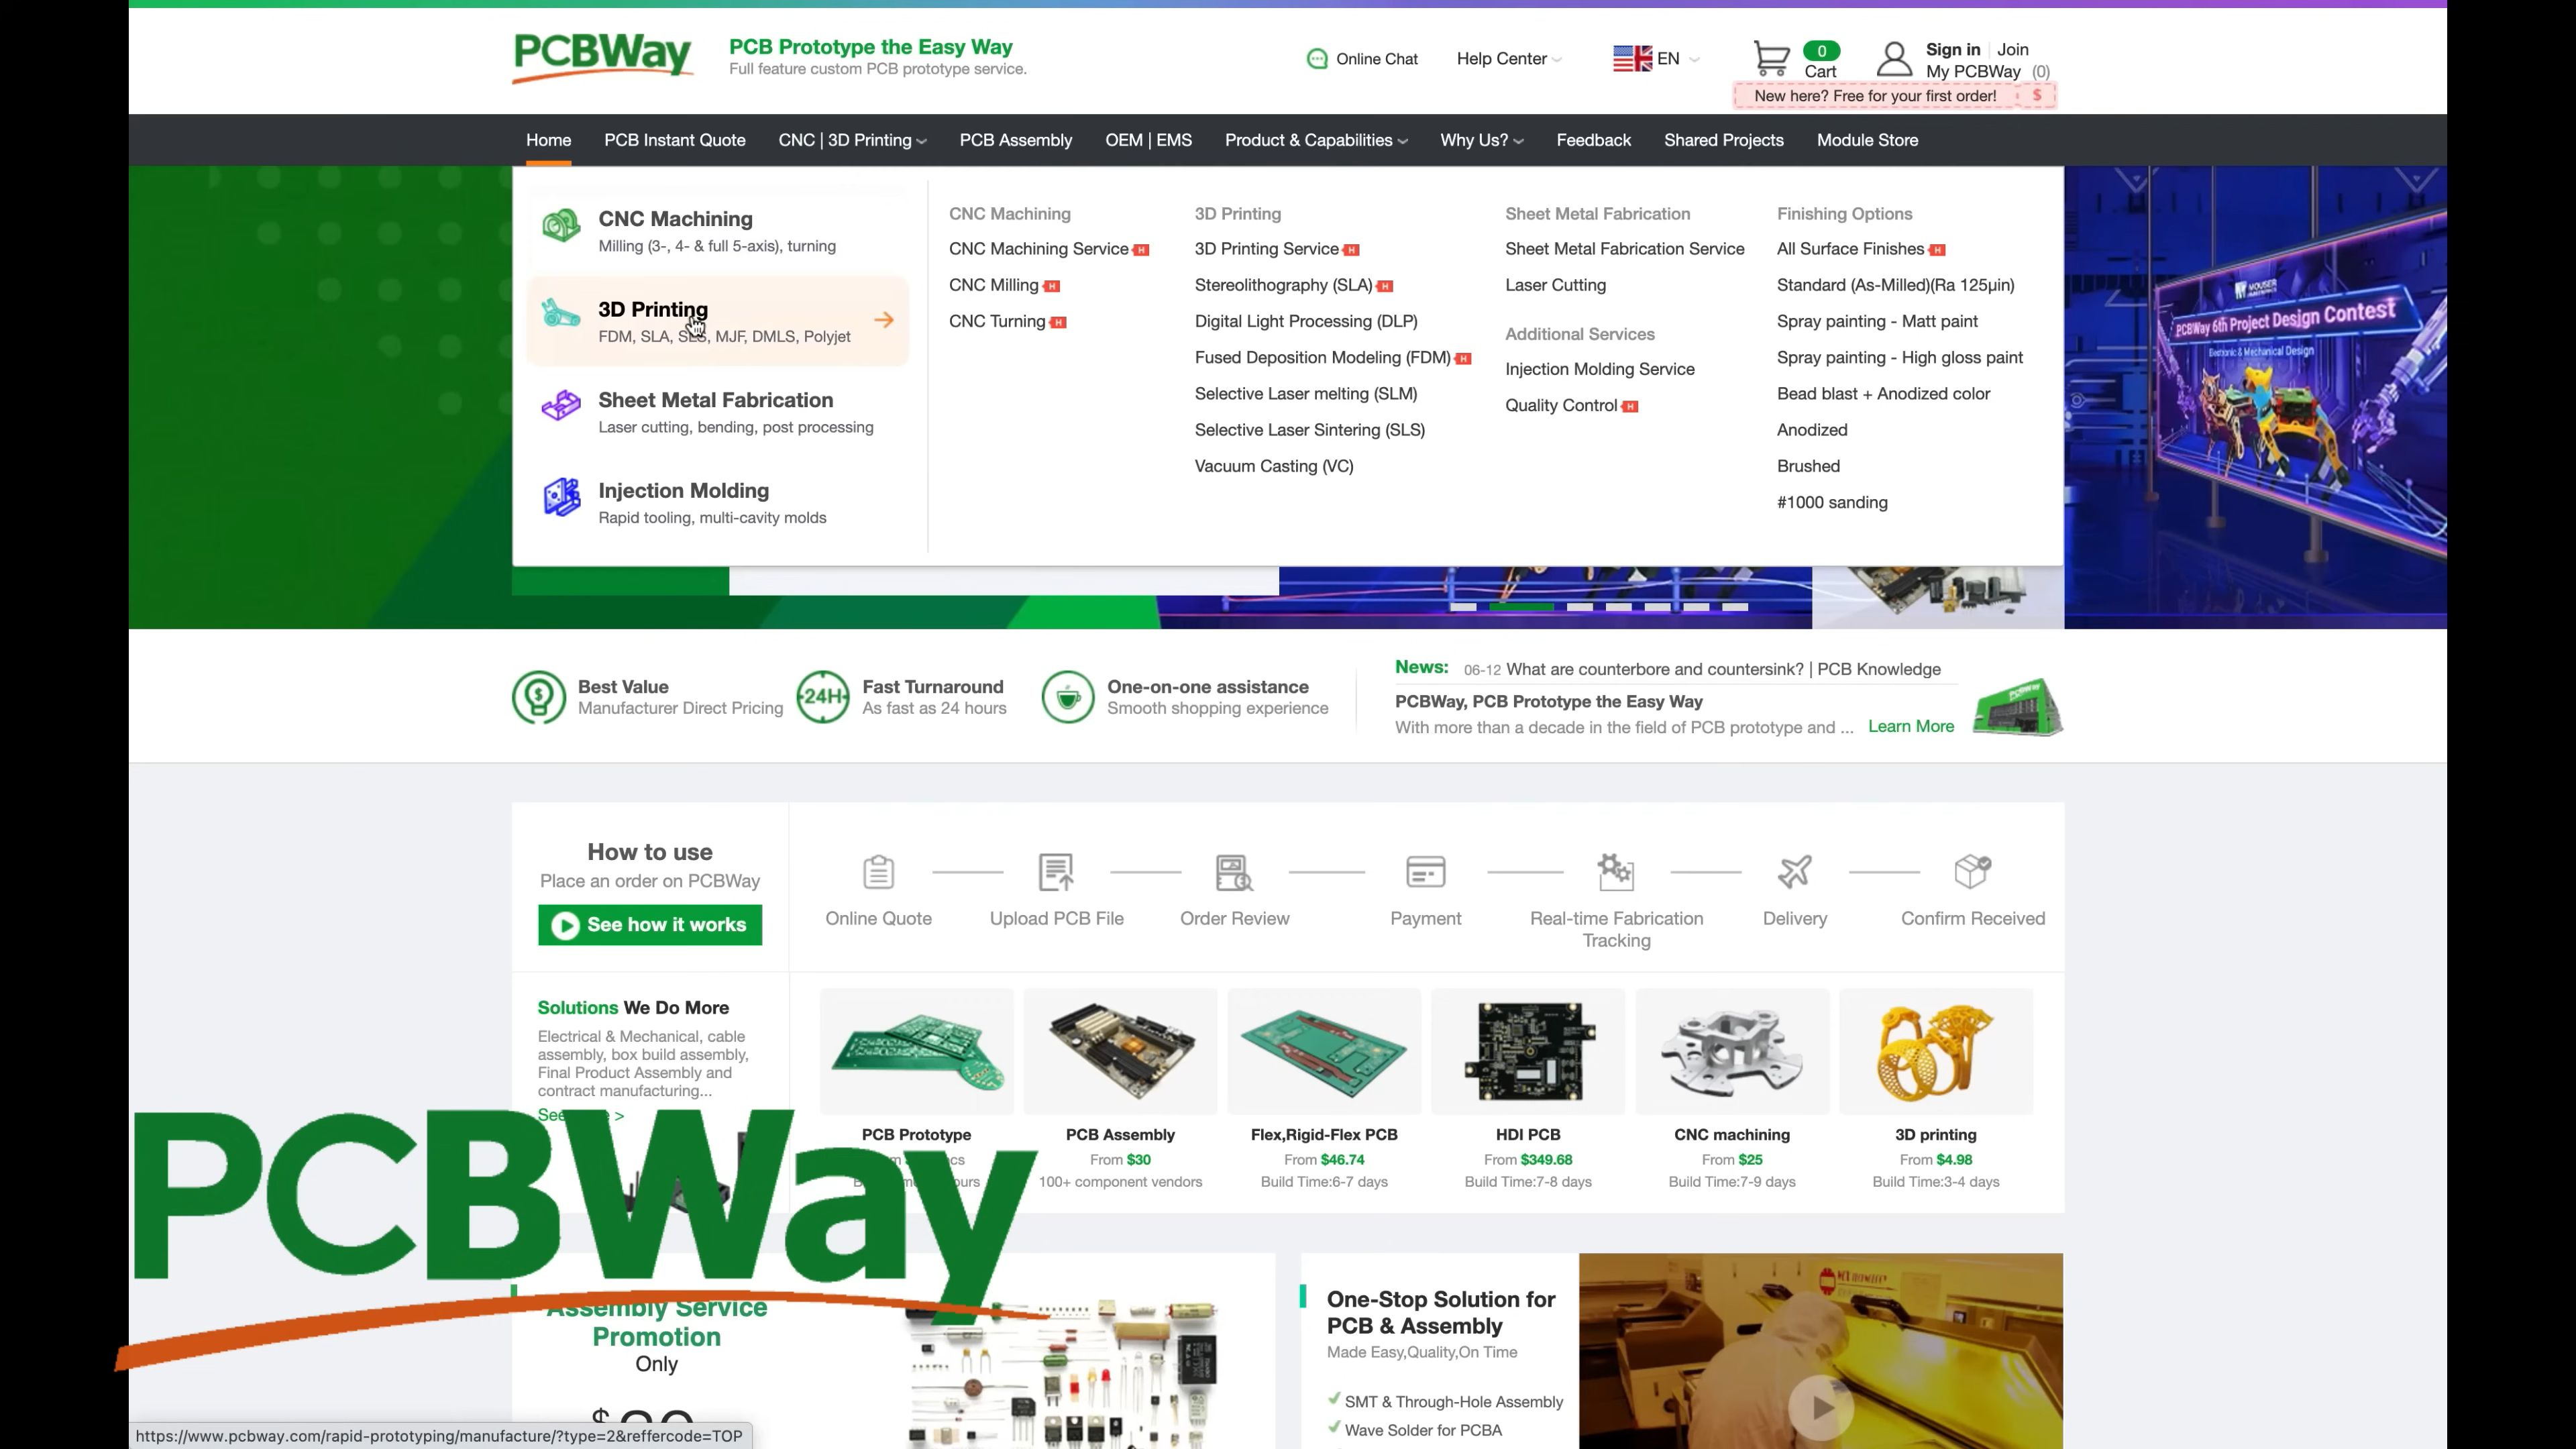 PCBWay
PCB Prototype the Easy Way
Full feature custom PCB prototype service.
Online Chat
Help Center
EN
0
Cart
Sign in Join
My PCBWay (0)
New here? Free for your first order! $
Home PCB Instant Quote CNC | 3D Printing PCB Assembly OEM | EMS Product & Capabilities Why Us? Feedback Shared Projects Module Store
CNC Machining
Milling (3-, 4- & full 5-axis), turning
3D Printing
FDM, SLA, SLS, MJF, DMLS, Polyjet
Sheet Metal Fabrication
Laser cutting, bending, post processing
Injection Molding
Rapid tooling, multi-cavity molds
CNC Machining
CNC Machining Service H
CNC Milling H
CNC Turning H
3D Printing
3D Printing Service H
Stereolithography (SLA) H
Digital Light Processing (DLP)
Fused Deposition Modeling (FDM) H
Selective Laser melting (SLM)
Selective Laser Sintering (SLS)
Vacuum Casting (VC)
Sheet Metal Fabrication
Sheet Metal Fabrication Service
Laser Cutting
Additional Services
Injection Molding Service
Quality Control H
Finishing Options
All Surface Finishes H
Standard (As-Milled)(Ra 125µin)
Spray painting - Matt paint
Spray painting - High gloss paint
Bead blast + Anodized color
Anodized
Brushed
#1000 sanding
MOUSER
PCBWay 6th Project Design Contest
Electronic & Mechanical Design
Best Value
Manufacturer Direct Pricing
24H
Fast Turnaround
As fast as 24 hours
One-on-one assistance
Smooth shopping experience
News: 06-12 What are counterbore and countersink? | PCB Knowledge
PCBWay, PCB Prototype the Easy Way
With more than a decade in the field of PCB prototype and ... Learn More
How to use
Place an order on PCBWay
See how it works
Online Quote
Upload PCB File
Order Review
Payment
Real-time Fabrication
Tracking
Delivery
Confirm Received
Solutions We Do More
Electrical & Mechanical, cable
assembly, box build assembly,
Final Product Assembly and
contract manufacturing...
PCB Prototype
PCB Assembly
From $30
100+ component vendors
Flex,Rigid-Flex PCB
From $46.74
Build Time:6-7 days
HDI PCB
From $349.68
Build Time:7-8 days
CNC machining
From $25
Build Time:7-9 days
3D printing
From $4.98
Build Time:3-4 days
PCBWay
Assembly Service
Promotion
Only
One-Stop Solution for
PCB & Assembly
Made Easy,Quality,On Time
SMT & Through-Hole Assembly
Wave Solder for PCBA
https://www.pcbway.com/rapid-prototyping/manufacture/?type=2&reffercode=TOP